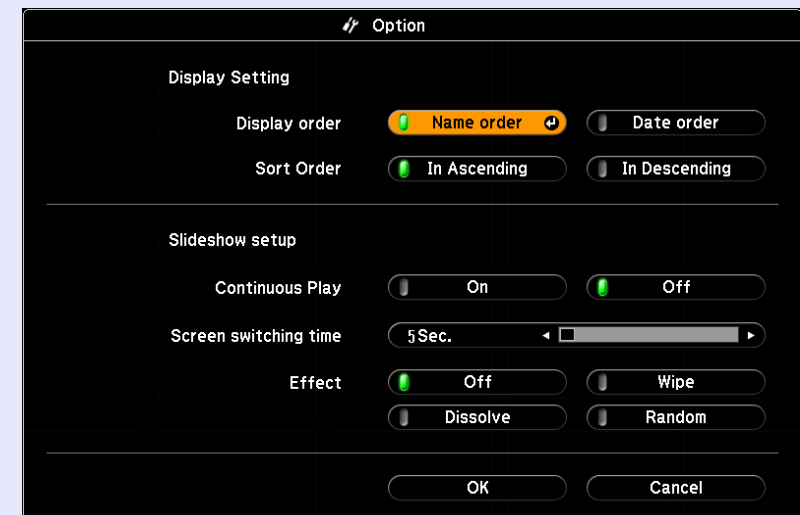 Option
Display Setting
Display order Name order Date order
Sort Order In Ascending In Descending
Slideshow setup
Continuous Play On Off
Screen switching time 5Sec.
Effect Off Wipe
Dissolve Random
OK Cancel